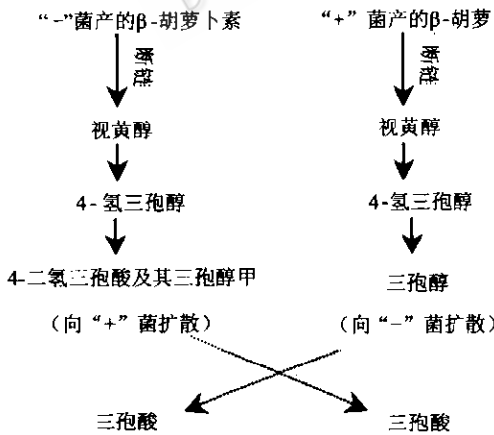 “-”菌产的β-胡萝卜素
“+”菌产的β-胡萝
断链
断链
视黄醇
视黄醇
4-氢三孢醇
4-氢三孢醇
4-二氢三孢酸及其三孢醇甲
三孢醇
（向“+”菌扩散）
（向“-”菌扩散）
三孢酸
三孢酸